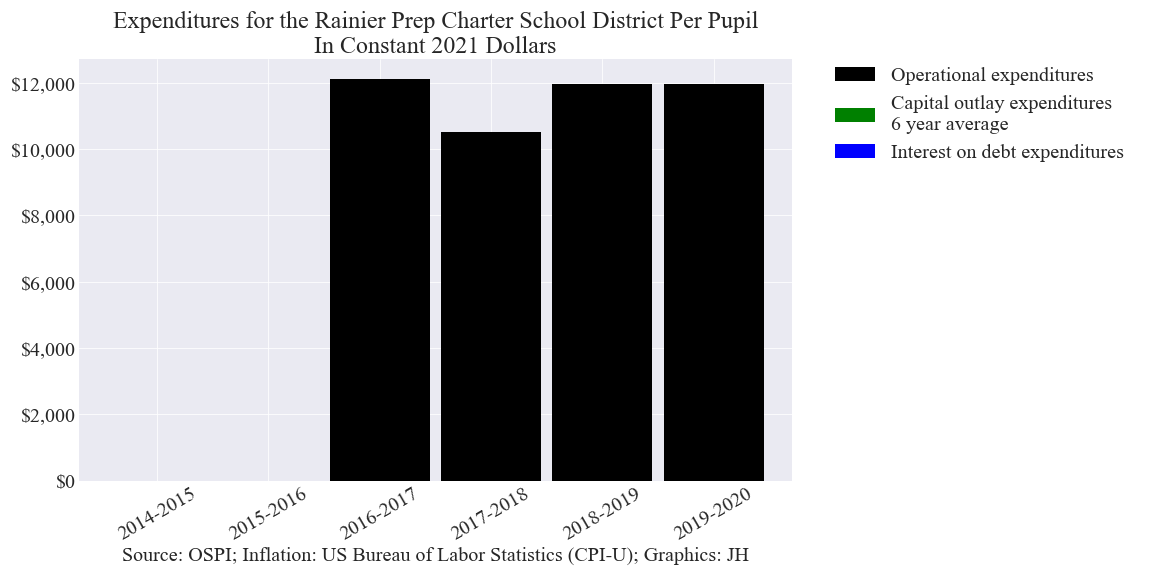 Expenditures for the Rainier Prep Charter School District Per Pupil
In Constant 2021 Dollars
$12,000
$10,000
$8,000
$6,000
$4,000
$2,000
$0
2014-2015
2015-2016
2016-2017
2017-2018
2018-2019
2019-2020
Source: OSPI; Inflation: US Bureau of Labor Statistics (CPI-U); Graphics: JH
Operational expenditures
Capital outlay expenditures
6 year average
Interest on debt expenditures